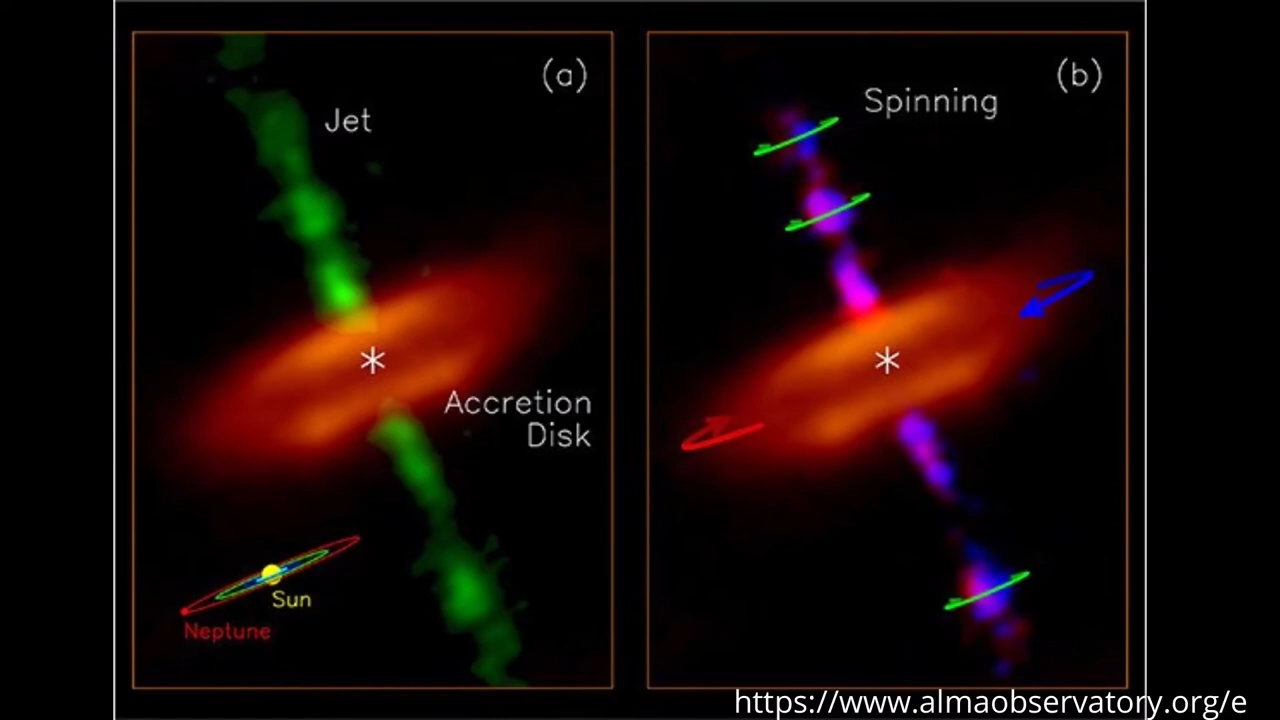 (a)
Jet
*
Accretion
Disk
Sun
Neptune
(b)
Spinning
*
https://www.almaobservatory.org/e